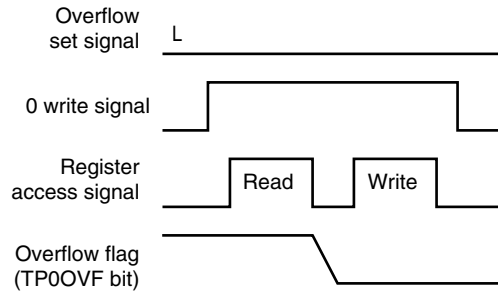 Overflow
set signal
L
0 write signal
Register
access signal
Read
Write
Overflow flag
(TP0OVF bit)